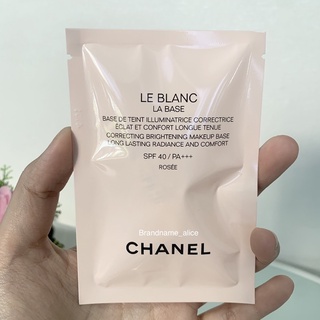 LE BLANC
LA BASE
BASE DE TEINT ILLUMINATRICE CORRECTRICE
ÉCLAT ET CONFORT LONGUE TENUE
CORRECTING BRIGHTENING MAKEUP BASE
LONG LASTING RADIANCE AND COMFORT
SPF 40 / PA+++
ROSÉE
Brandname_alice
CHANEL